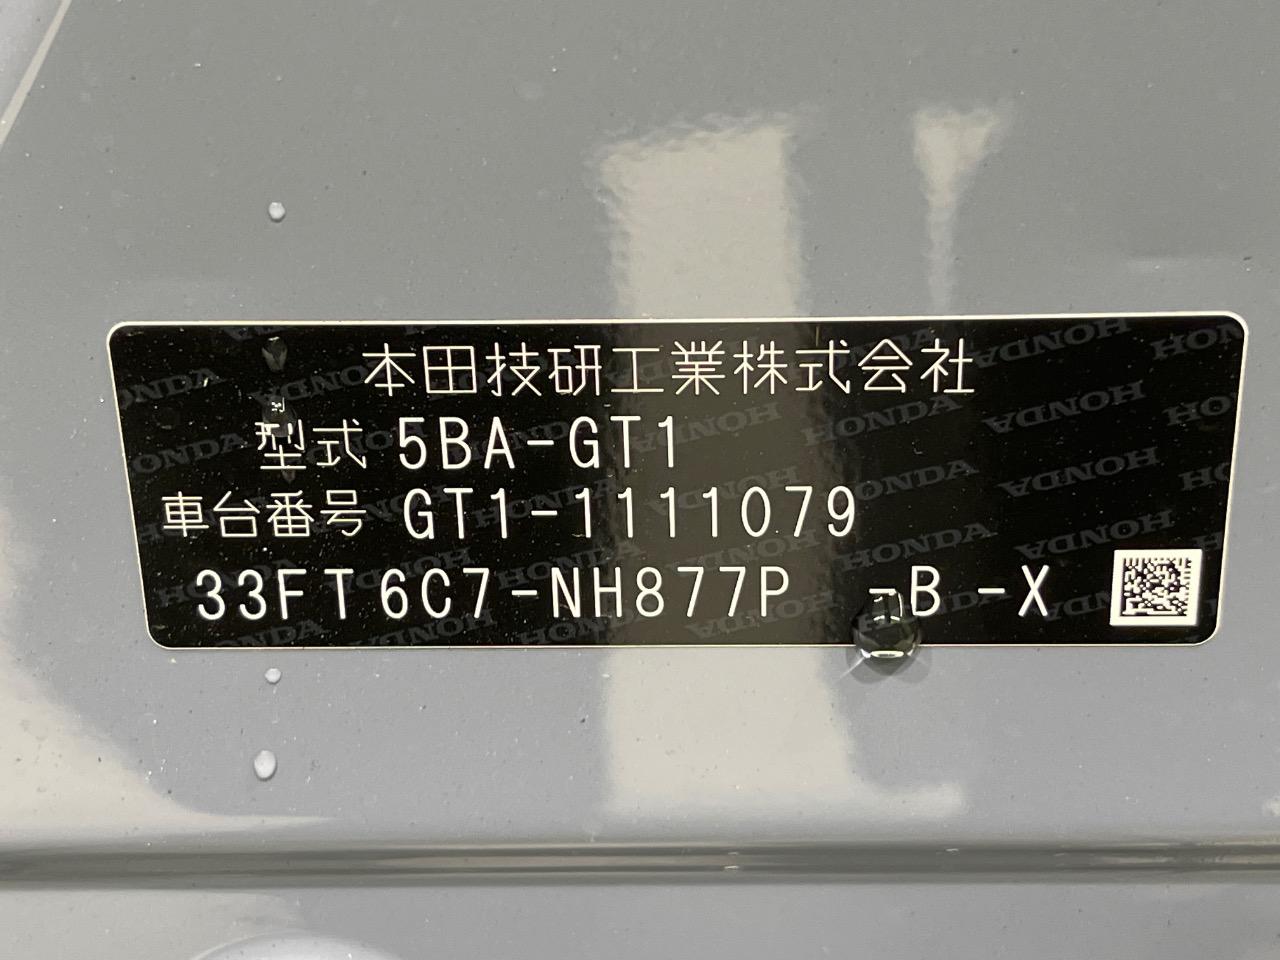 本田技研工業株式会社
型式 5BA-GT1
車台番号 GT1-1111079
33FT6C7-NH877P -B -X